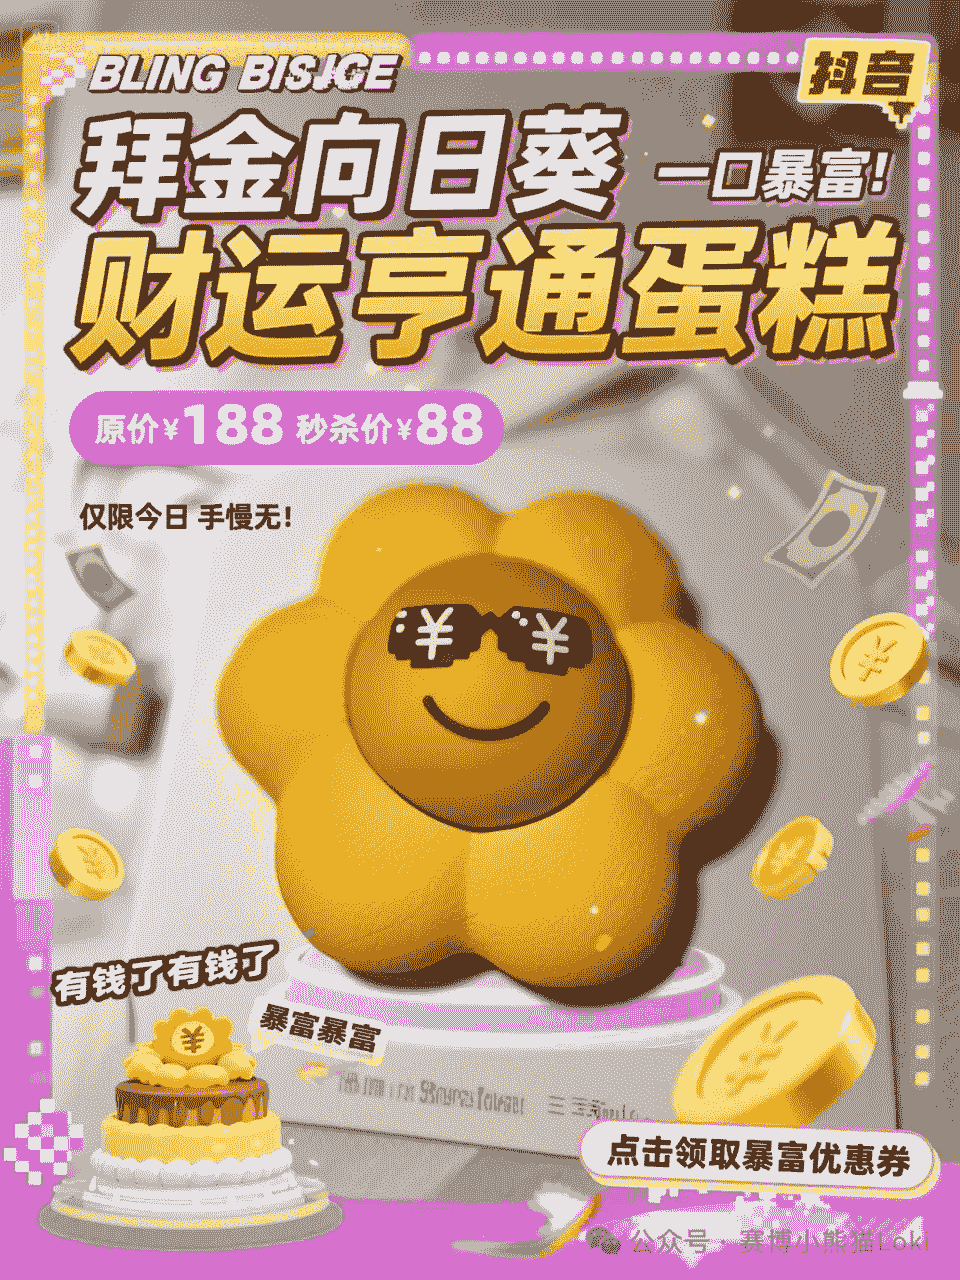 BLING BISJCE
抖音
拜金向日葵
一口暴富!
财运亨通蛋糕
原价¥188 秒杀价¥88
仅限今日 手慢无!
¥ ¥
有钱了有钱了
暴富暴富
点击领取暴富优惠券
公众号 · 赛博小熊猫Loki